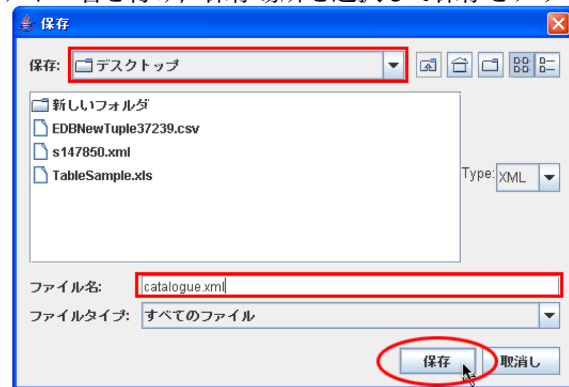 保存
保存: デスクトップ
新しいフォルダ
EDBNewTuple37239.csv
s147850.xml
TableSample.xls
Type: XML
ファイル名: catalogue.xml
ファイルタイプ: すべてのファイル
保存 取消し